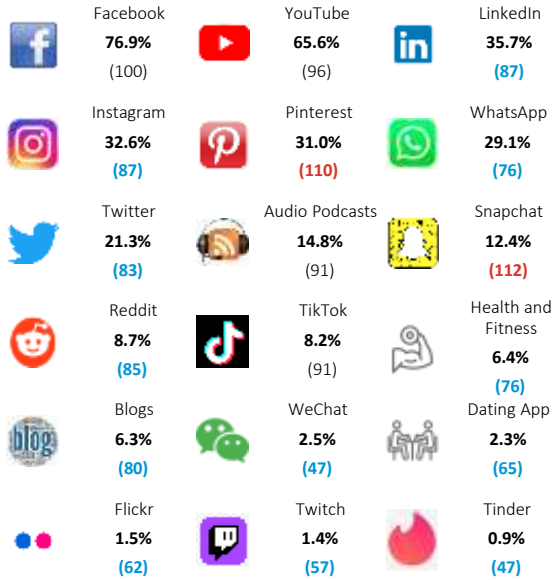 Facebook
76.9%
(100)
YouTube
65.6%
(96)
LinkedIn
35.7%
(87)
Instagram
32.6%
(87)
Pinterest
31.0%
(110)
WhatsApp
29.1%
(76)
Twitter
21.3%
(83)
Audio Podcasts
14.8%
(91)
Snapchat
12.4%
(112)
Reddit
8.7%
(85)
TikTok
8.2%
(91)
Health and
Fitness
6.4%
(76)
blog
Blogs
6.3%
(80)
WeChat
2.5%
(47)
Dating App
2.3%
(65)
Flickr
1.5%
(62)
Twitch
1.4%
(57)
Tinder
0.9%
(47)